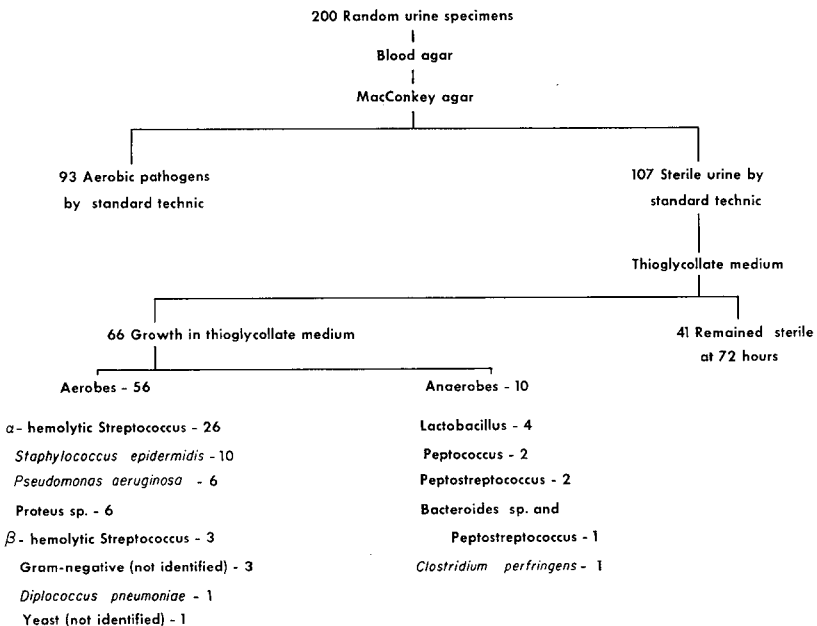 200 Random urine specimens
Blood agar
MacConkey agar
93 Aerobic pathogens
by standard technic
107 Sterile urine by
standard technic
Thioglycollate medium
66 Growth in thioglycollate medium
41 Remained sterile
at 72 hours
Aerobes - 56
α- hemolytic Streptococcus - 26
Staphylococcus epidermidis - 10
Pseudomonas aeruginosa - 6
Proteus sp. - 6
β- hemolytic Streptococcus - 3
Gram-negative (not identified) - 3
Diplococcus pneumoniae - 1
Yeast (not identified) - 1
Anaerobes - 10
Lactobacillus - 4
Peptococcus - 2
Peptostreptococcus - 2
Bacteroides sp. and
Peptostreptococcus - 1
Clostridium perfringens - 1